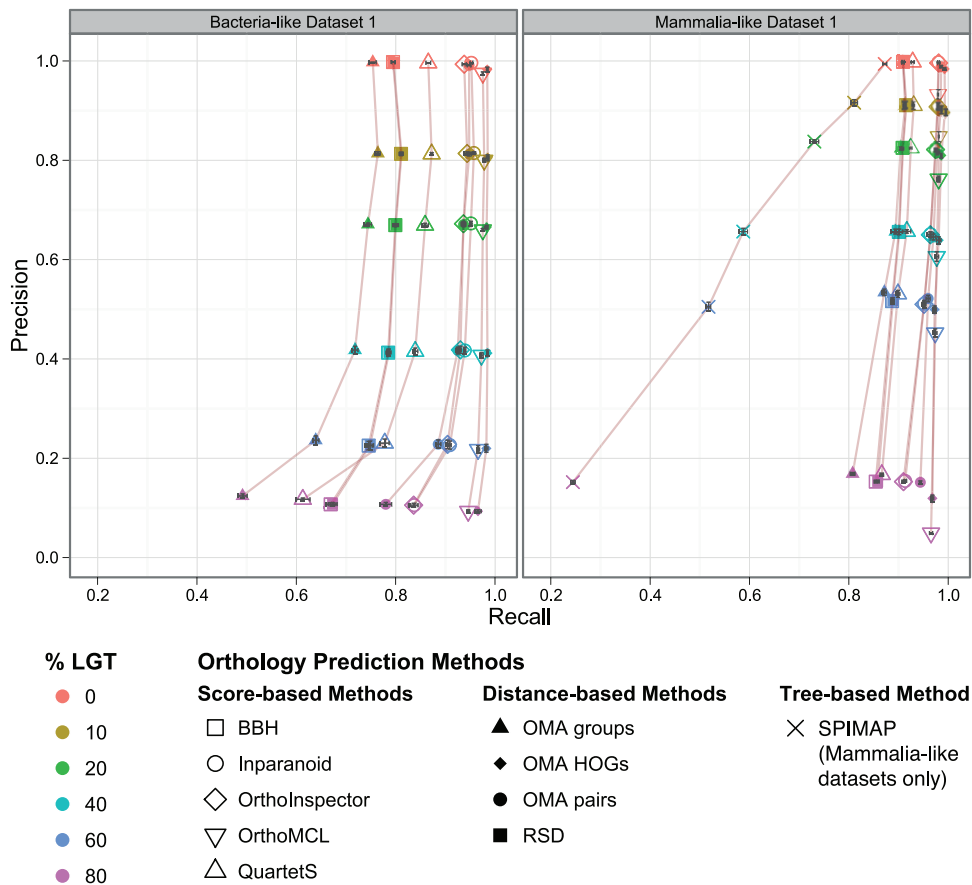 Bacteria-like Dataset 1
Mammalia-like Dataset 1
Precision
1.0
0.8
0.6
0.4
0.2
0.0
0.2 0.4 0.6 0.8 1.0
0.2 0.4 0.6 0.8 1.0
Recall
% LGT
0
10
20
40
60
80
Orthology Prediction Methods
Score-based Methods
BBH
Inparanoid
OrthoInspector
OrthoMCL
QuartetS
Distance-based Methods
OMA groups
OMA HOGs
OMA pairs
RSD
Tree-based Method
SPIMAP
(Mammalia-like
datasets only)